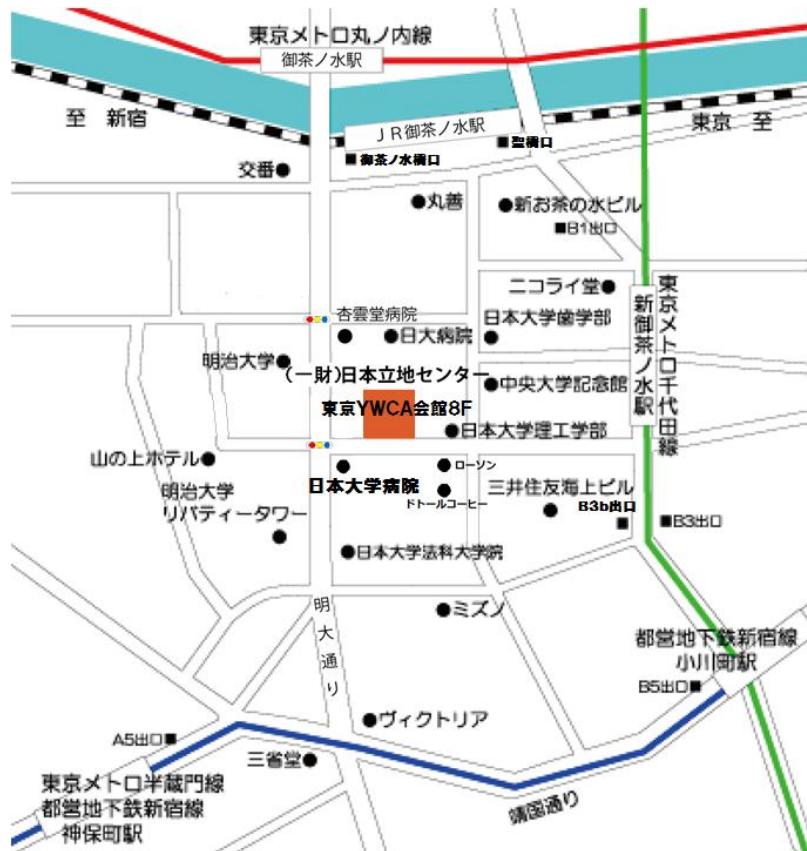 東京メトロ丸ノ内線
御茶ノ水駅
至 新宿
JR御茶ノ水駅
東京 至
御茶ノ水橋口
聖橋口
交番
丸善
新お茶の水ビル
B1出口
ニコライ堂
東京メトロ千代田線
新御茶ノ水駅
杏雲堂病院
日大病院
日本大学歯学部
明治大学
(一財)日本立地センター
東京YWCA会館8F
中央大学記念館
日本大学理工学部
山の上ホテル
ローソン
日本大学病院
ドトールコーヒー
三井住友海上ビル
明治大学
リバティータワー
B3b出口
B3出口
日本大学法科大学院
明大通り
ミズノ
都営地下鉄新宿線
小川町駅
B5出口
ヴィクトリア
A5出口
三省堂
東京メトロ半蔵門線
都営地下鉄新宿線
神保町駅
靖国通り